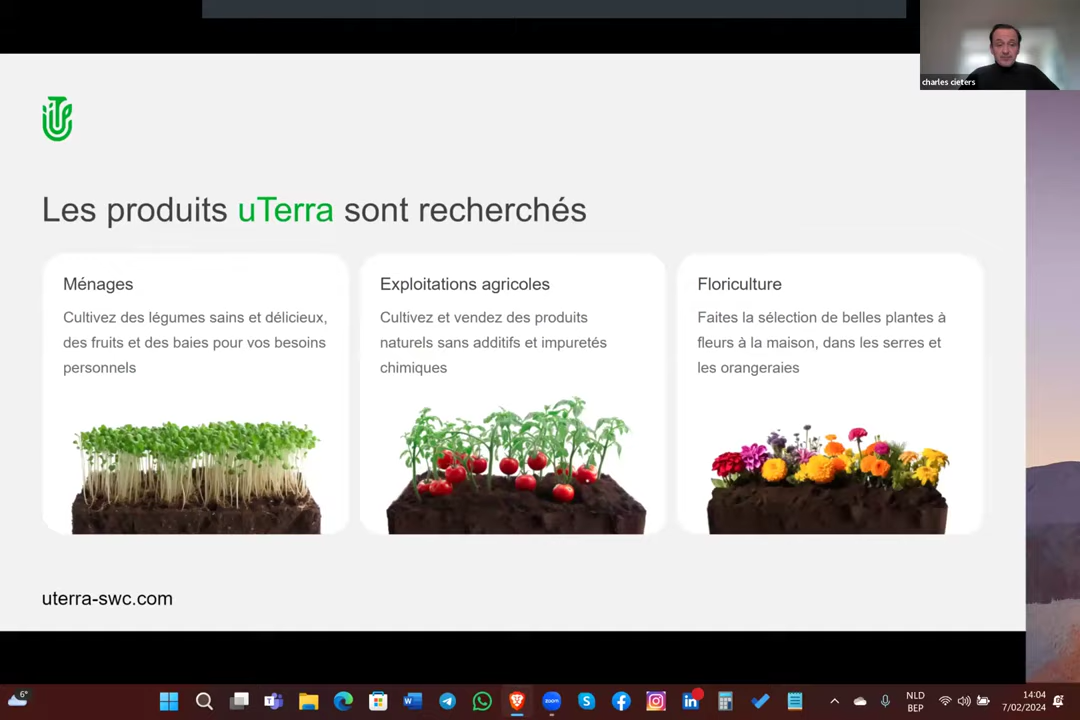 charles cieters
Les produits uTerra sont recherchés
Ménages
Cultivez des légumes sains et délicieux,
des fruits et des baies pour vos besoins
personnels
Exploitations agricoles
Cultivez et vendez des produits
naturels sans additifs et impuretés
chimiques
Floriculture
Faites la sélection de belles plantes à
fleurs à la maison, dans les serres et
les orangeraies
uterra-swc.com
6°
NLD
BEP
14:04
7/02/2024